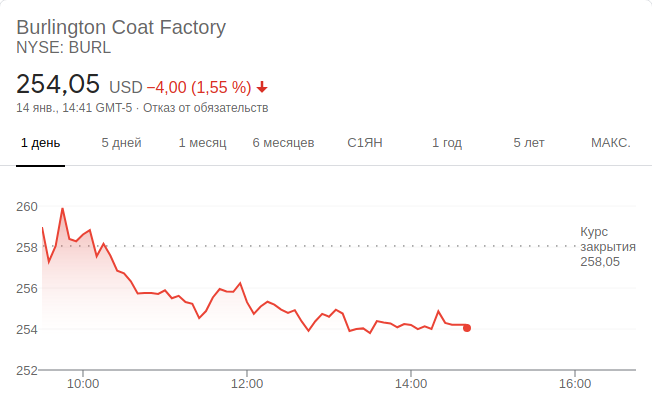 Burlington Coat Factory
NYSE: BURL
254,05 USD −4,00 (1,55 %)
14 янв., 14:41 GMT-5 · Отказ от обязательств
1 день 5 дней 1 месяц 6 месяцев С1ЯН 1 год 5 лет МАКС.
260
258
256
254
252
Курс
закрытия
258,05
10:00 12:00 14:00 16:00